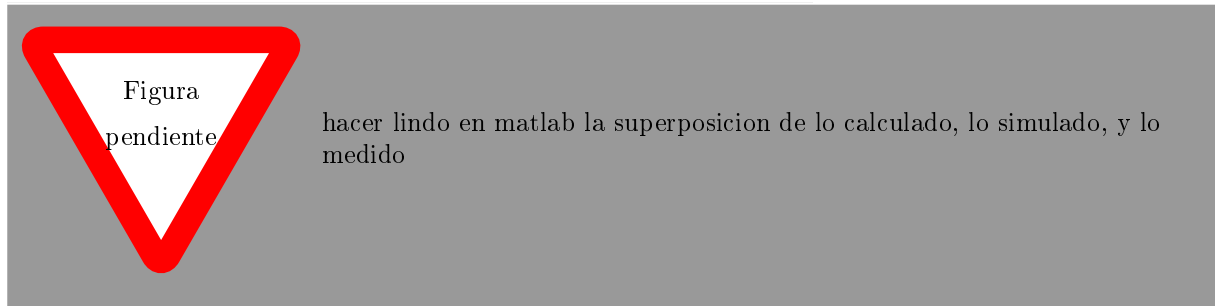 Figura
pendiente
hacer lindo en matlab la superposicion de lo calculado, lo simulado, y lo
medido